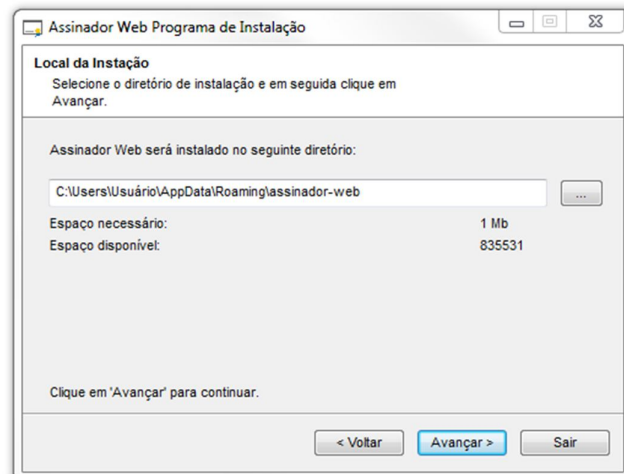 Assinador Web Programa de Instalação
Local da Instação
Selecione o diretório de instalação e em seguida clique em
Avançar.
Assinador Web será instalado no seguinte diretório:
C:\Users\Usuário\AppData\Roaming\assinador-web
...
Espaço necessário: 1 Mb
Espaço disponível: 835531
Clique em 'Avançar' para continuar.
< Voltar Avançar > Sair